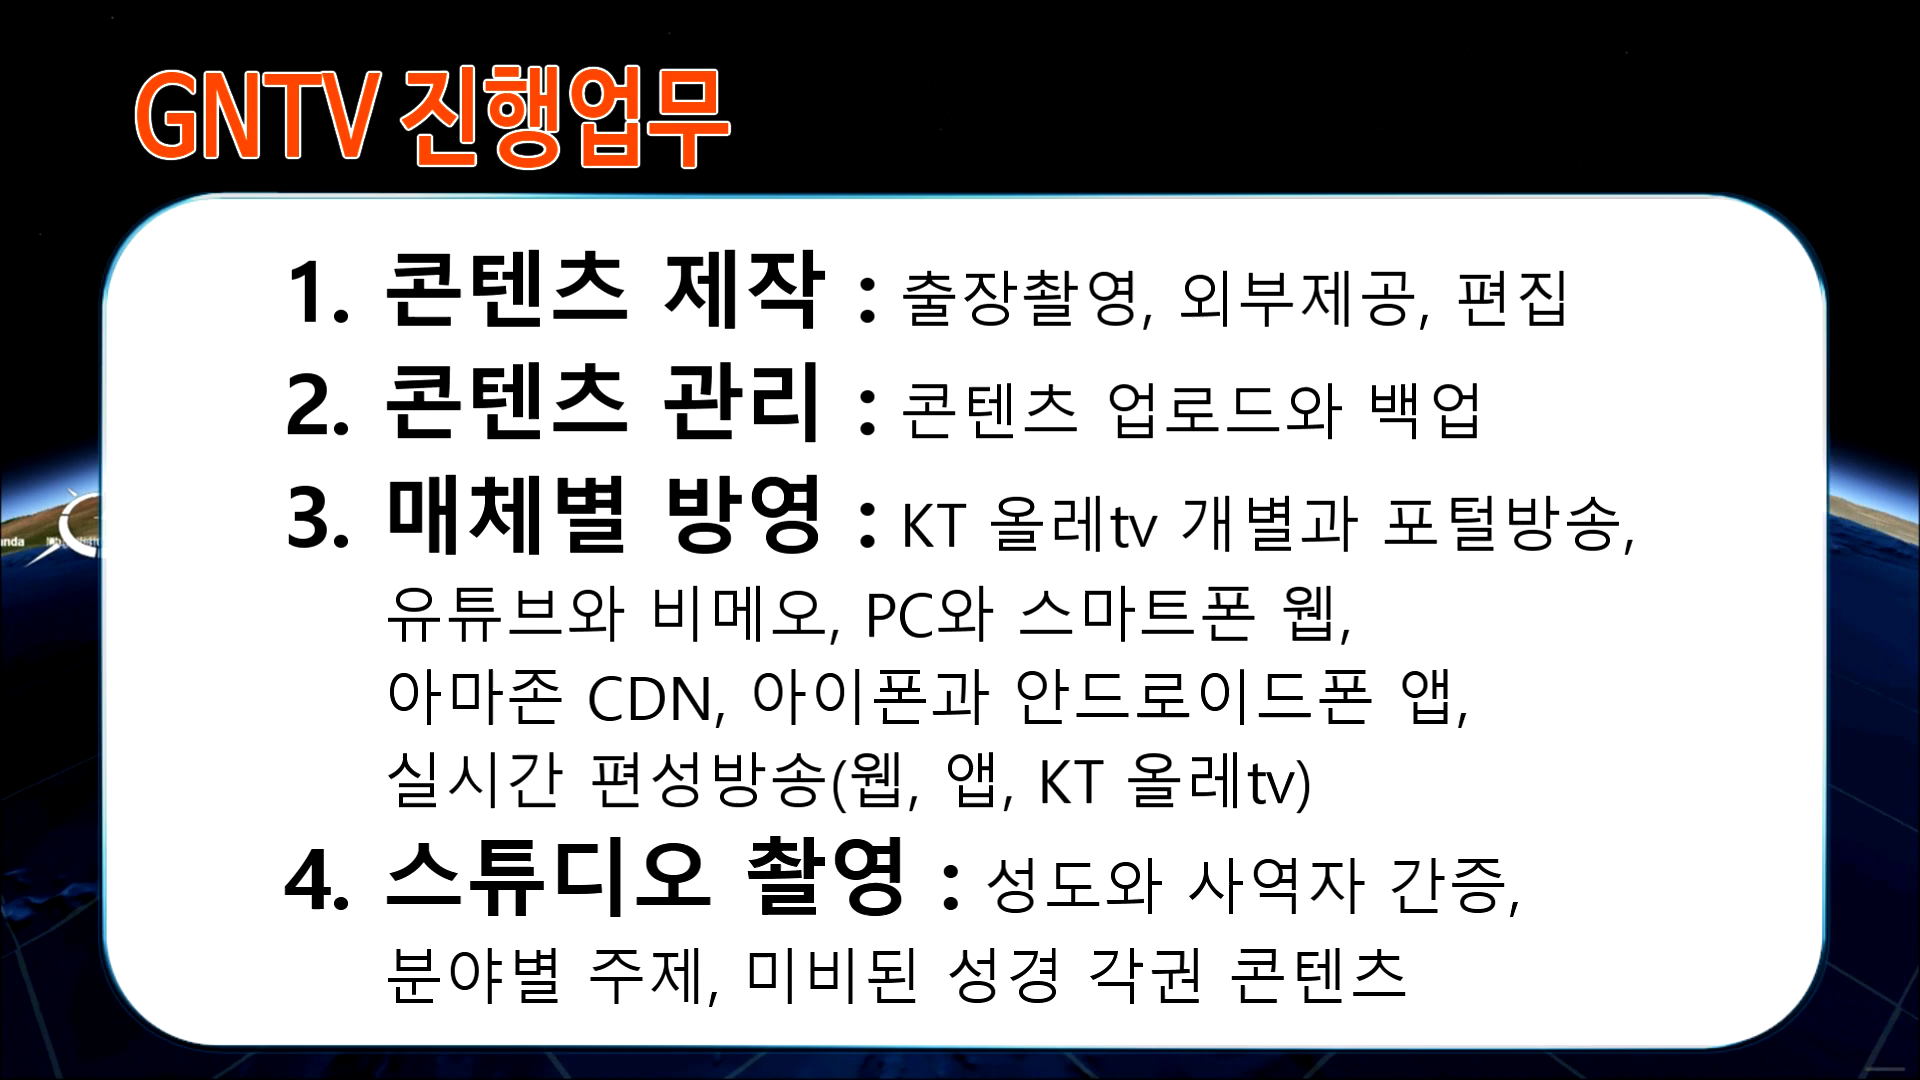 GNTV 진행업무
1. 콘텐츠 제작 : 출장촬영, 외부제공, 편집
2. 콘텐츠 관리 : 콘텐츠 업로드와 백업
3. 매체별 방영 : KT 올레tv 개별과 포털방송,
유튜브와 비메오, PC와 스마트폰 웹,
아마존 CDN, 아이폰과 안드로이드폰 앱,
실시간 편성방송(웹, 앱, KT 올레tv)
4. 스튜디오 촬영 : 성도와 사역자 간증,
분야별 주제, 미비된 성경 각권 콘텐츠